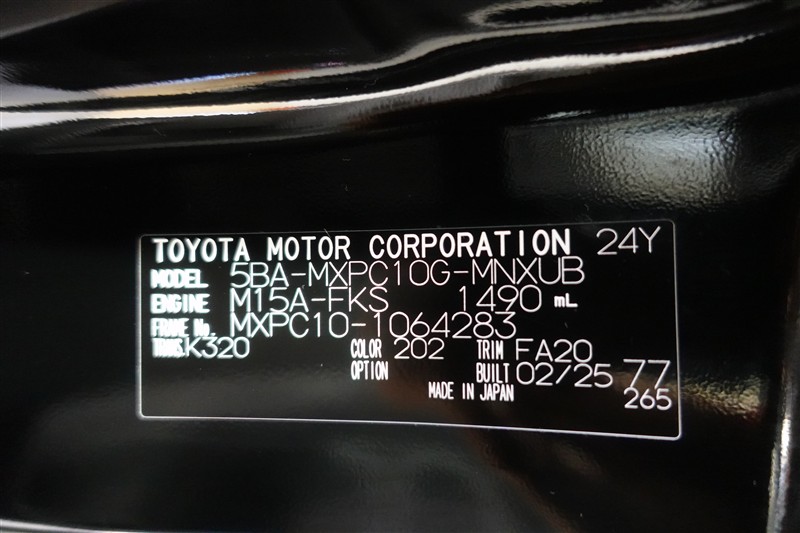 TOYOTA MOTOR CORPORATION 24Y
MODEL 5BA-MXPC10G-MNXUB
ENGINE M15A-FKS 1490 mL
FRAME No. MXPC10-1064283
TRANS. K320 COLOR 202 TRIM FA20
OPTION BUILT 02/25 77
MADE IN JAPAN 265